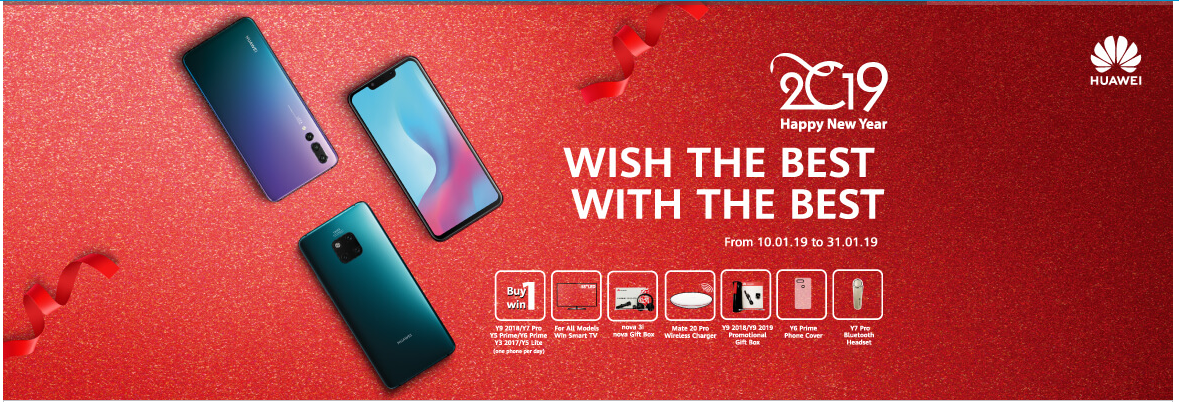 HUAWEI
2019
Happy New Year
WISH THE BEST
WITH THE BEST
From 10.01.19 to 31.01.19
Buy 1
win
Y9 2018/Y7 Pro
Y5 Prime/Y6 Prime
Y3 2017/Y5 Lite
(one phone per day)
For All Models
Win Smart TV
nova 3i
nova Gift Box
Mate 20 Pro
Wireless Charger
Y9 2018/Y9 2019
Promotional
Gift Box
Y6 Prime
Phone Cover
Y7 Pro
Bluetooth
Headset
HUAWEI
HUAWEI